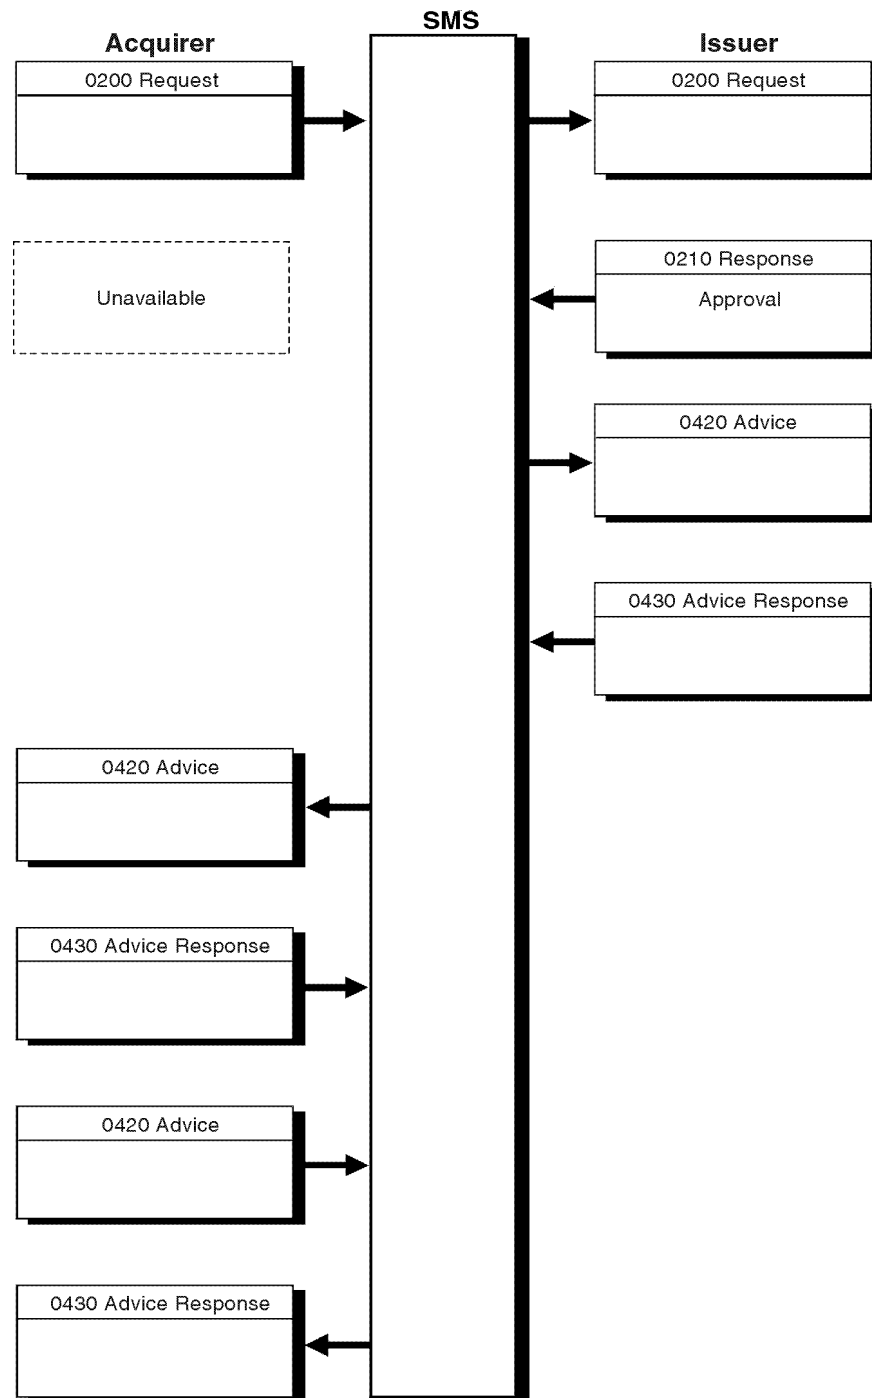 SMS
Acquirer
Issuer
0200 Request
0200 Request
Unavailable
0210 Response
Approval
0420 Advice
0430 Advice Response
0420 Advice
0430 Advice Response
0420 Advice
0430 Advice Response